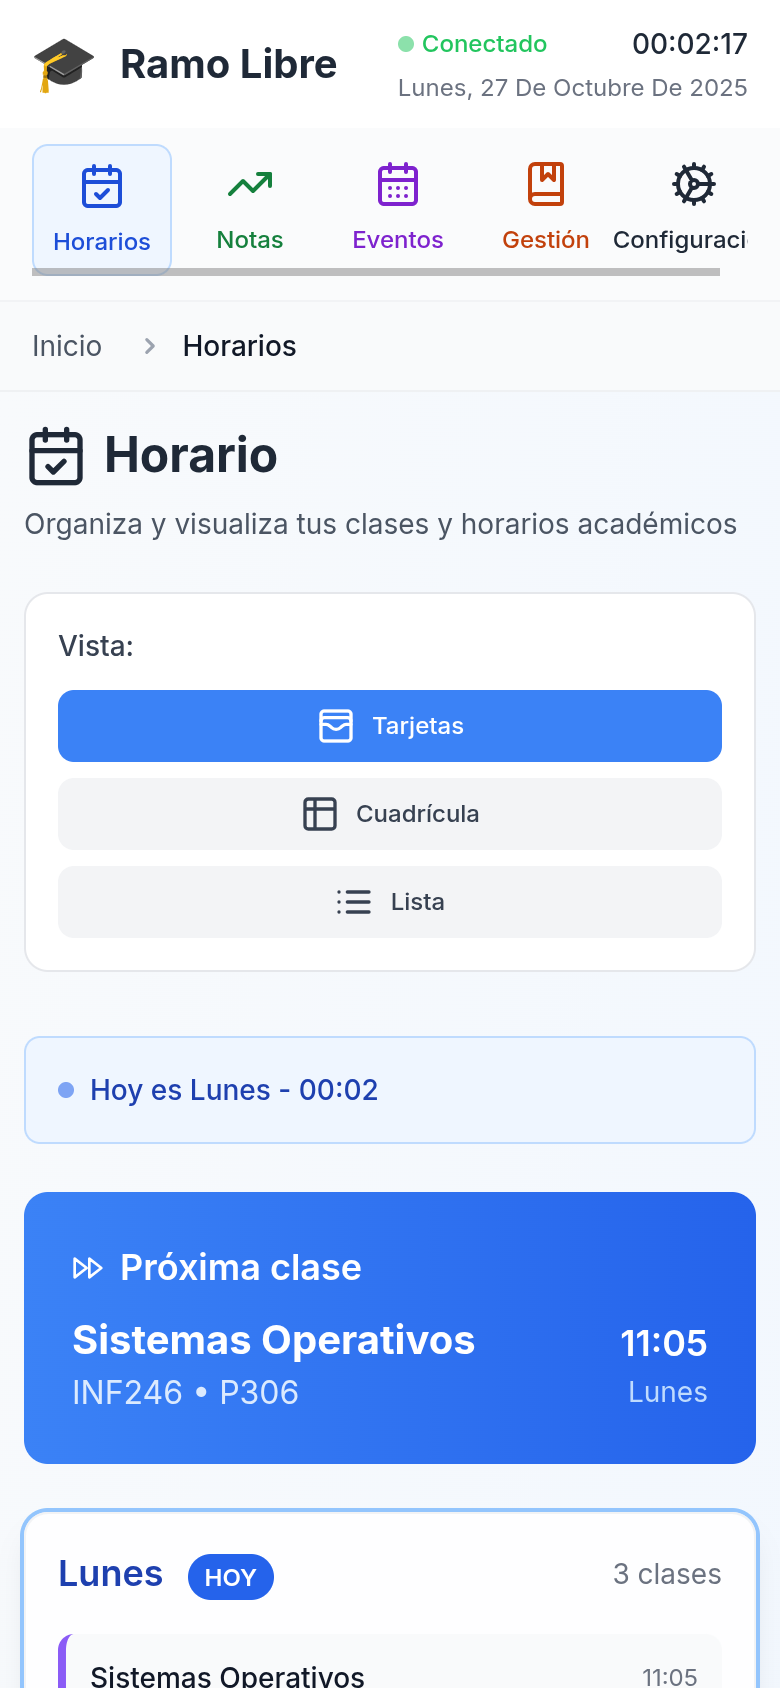 Ramo Libre
Conectado 00:02:17
Lunes, 27 De Octubre De 2025
Horarios Notas Eventos Gestión Configuraci
Inicio Horarios
Horario
Organiza y visualiza tus clases y horarios académicos
Vista:
Tarjetas
Cuadrícula
Lista
Hoy es Lunes - 00:02
Próxima clase
Sistemas Operativos 11:05
INF246 • P306 Lunes
Lunes HOY 3 clases
Sistemas Operativos 11:05